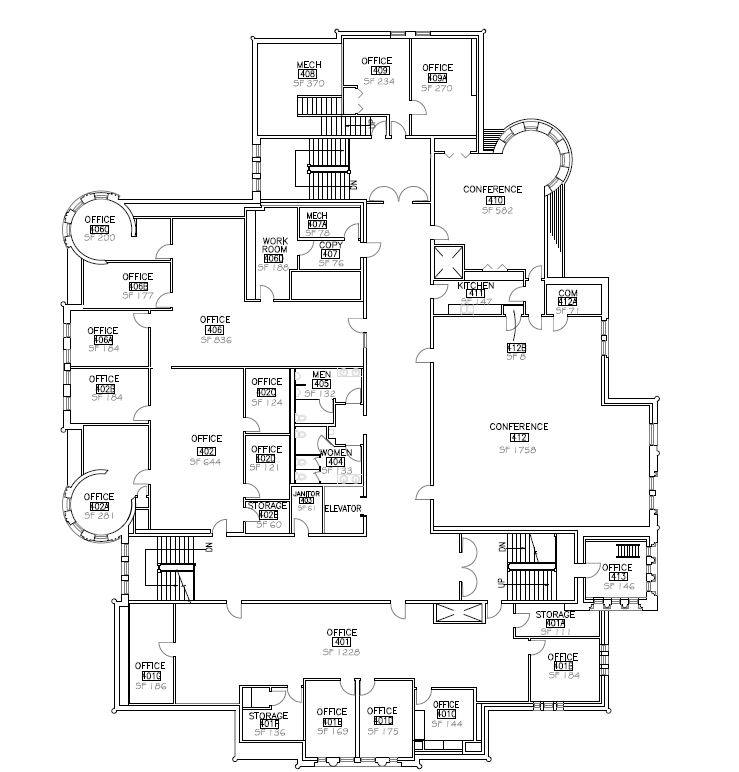 MECH
408
SF 370
OFFICE
409
SF 234
OFFICE
409A
SF 270
UP
DN
CONFERENCE
410
SF 582
OFFICE
406C
SF 200
MECH
407A
SF 78
WORK
ROOM
406D
SF 188
COPY
407
SF 76
OFFICE
406B
SF 177
KITCHEN
411
SF 147
COM
412A
SF 71
OFFICE
406A
SF 184
OFFICE
406
SF 836
412B
SF 8
OFFICE
402B
SF 184
OFFICE
402C
SF 124
MEN
405
SF 132
CONFERENCE
412
SF 1758
OFFICE
402
SF 644
OFFICE
402D
SF 121
WOMEN
404
SF 133
OFFICE
402A
SF 281
STORAGE
402E
SF 60
JANITOR
403
SF 61
ELEVATOR
DN
DN
UP
OFFICE
413
SF 146
STORAGE
401A
SF 111
OFFICE
401
SF 1228
OFFICE
401G
SF 186
OFFICE
401B
SF 184
STORAGE
401F
SF 136
OFFICE
401E
SF 169
OFFICE
401D
SF 175
OFFICE
401C
SF 144